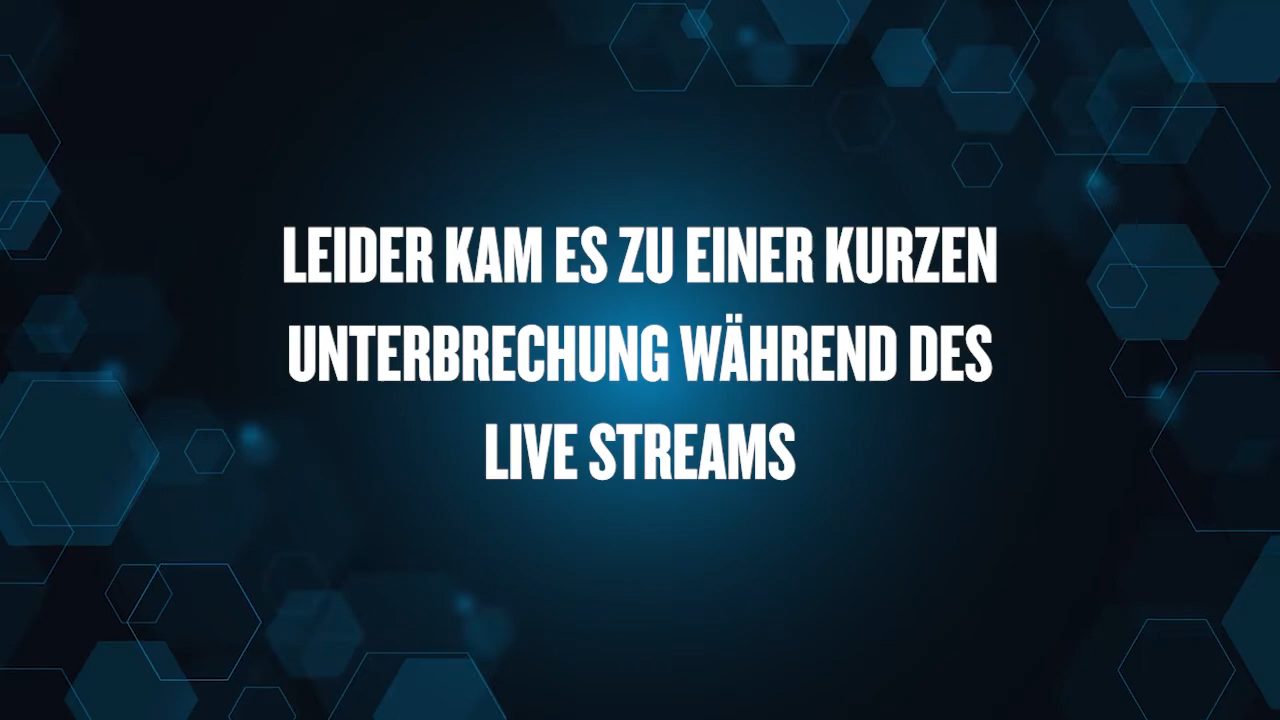 LEIDER KAM ES ZU EINER KURZEN
UNTERBRECHUNG WÄHREND DES
LIVE STREAMS